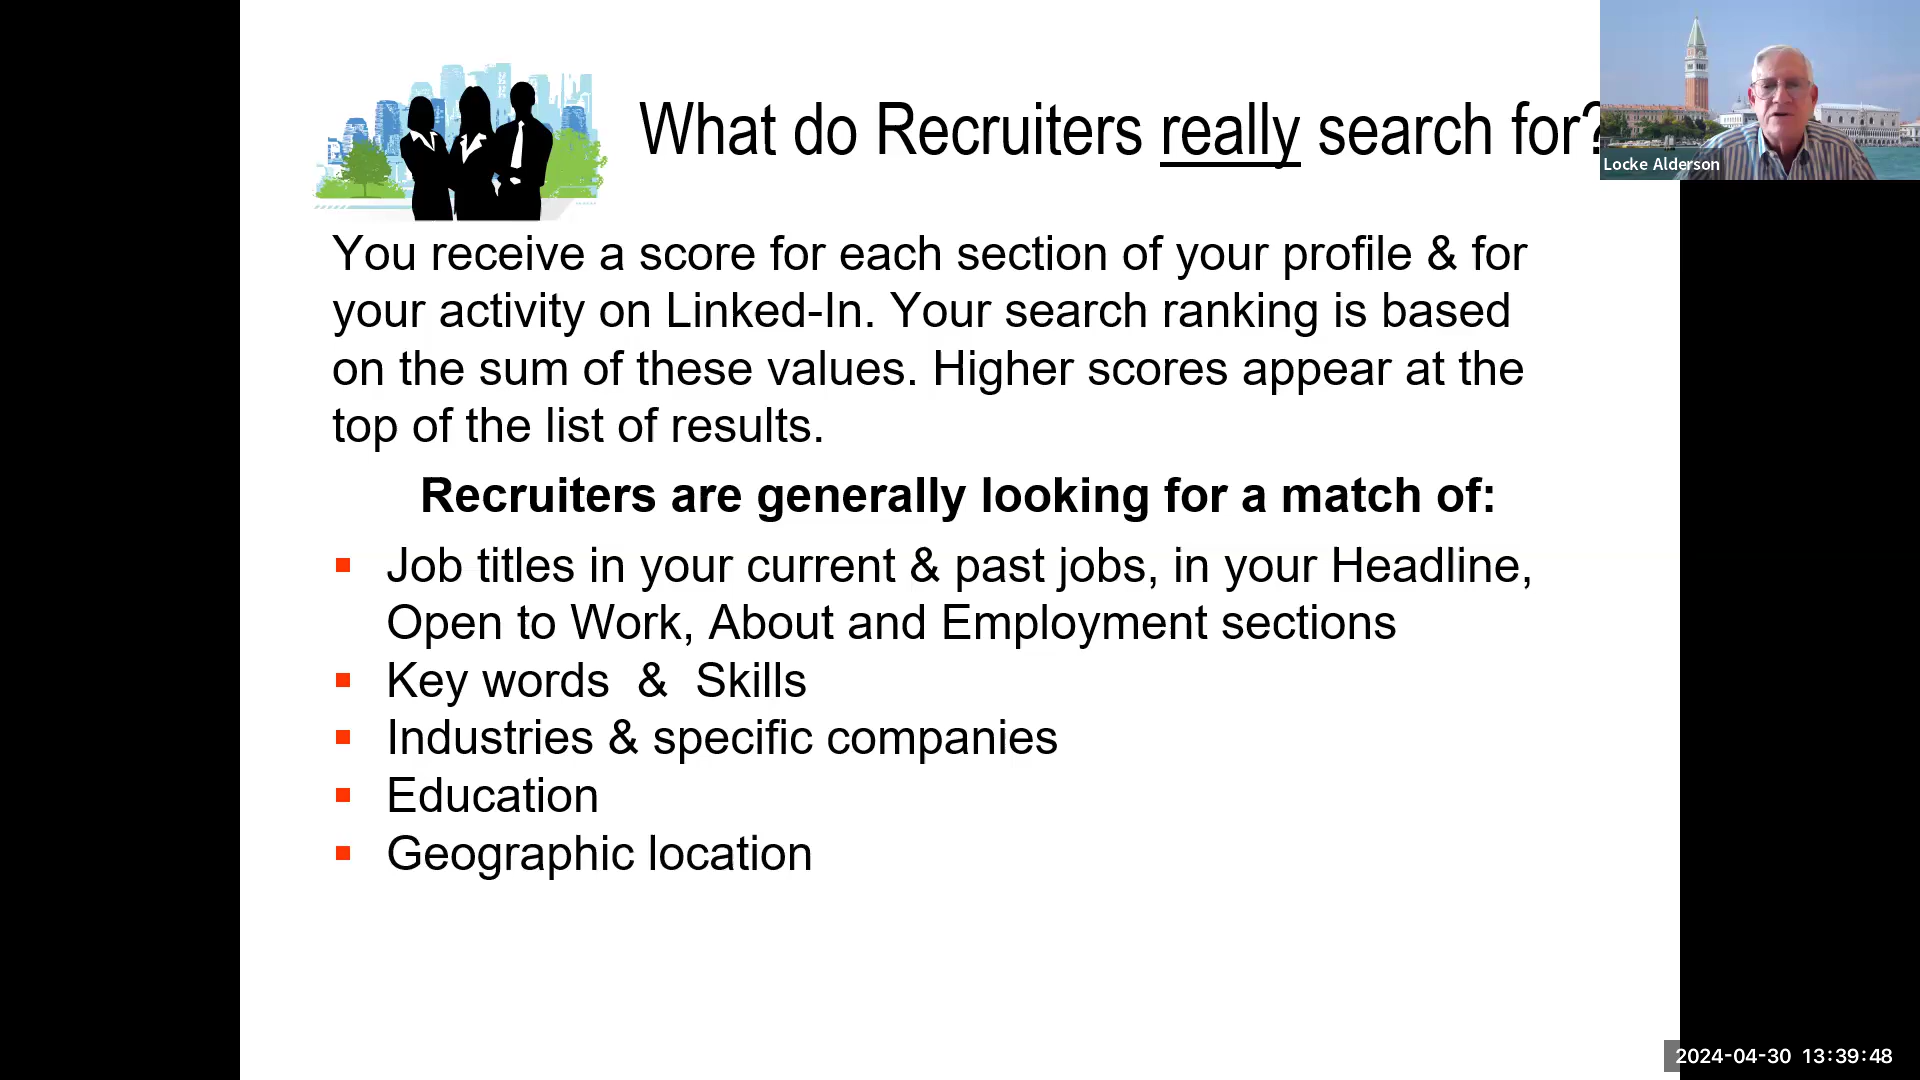 What do Recruiters really search for?
Locke Alderson
You receive a score for each section of your profile & for
your activity on Linked-In. Your search ranking is based
on the sum of these values. Higher scores appear at the
top of the list of results.
Recruiters are generally looking for a match of:
▪ Job titles in your current & past jobs, in your Headline,
Open to Work, About and Employment sections
▪ Key words & Skills
▪ Industries & specific companies
▪ Education
▪ Geographic location
2024-04-30 13:39:48